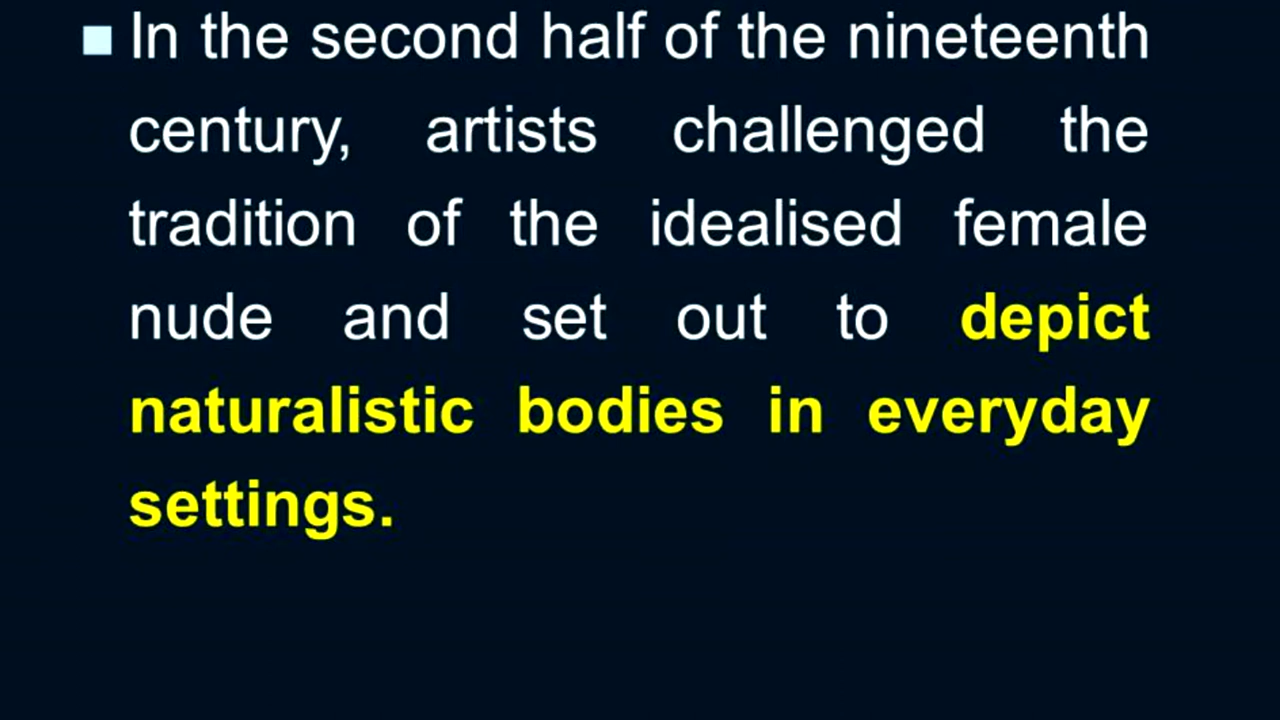 In the second half of the nineteenth
century, artists challenged the
tradition of the idealised female
nude and set out to depict
naturalistic bodies in everyday
settings.